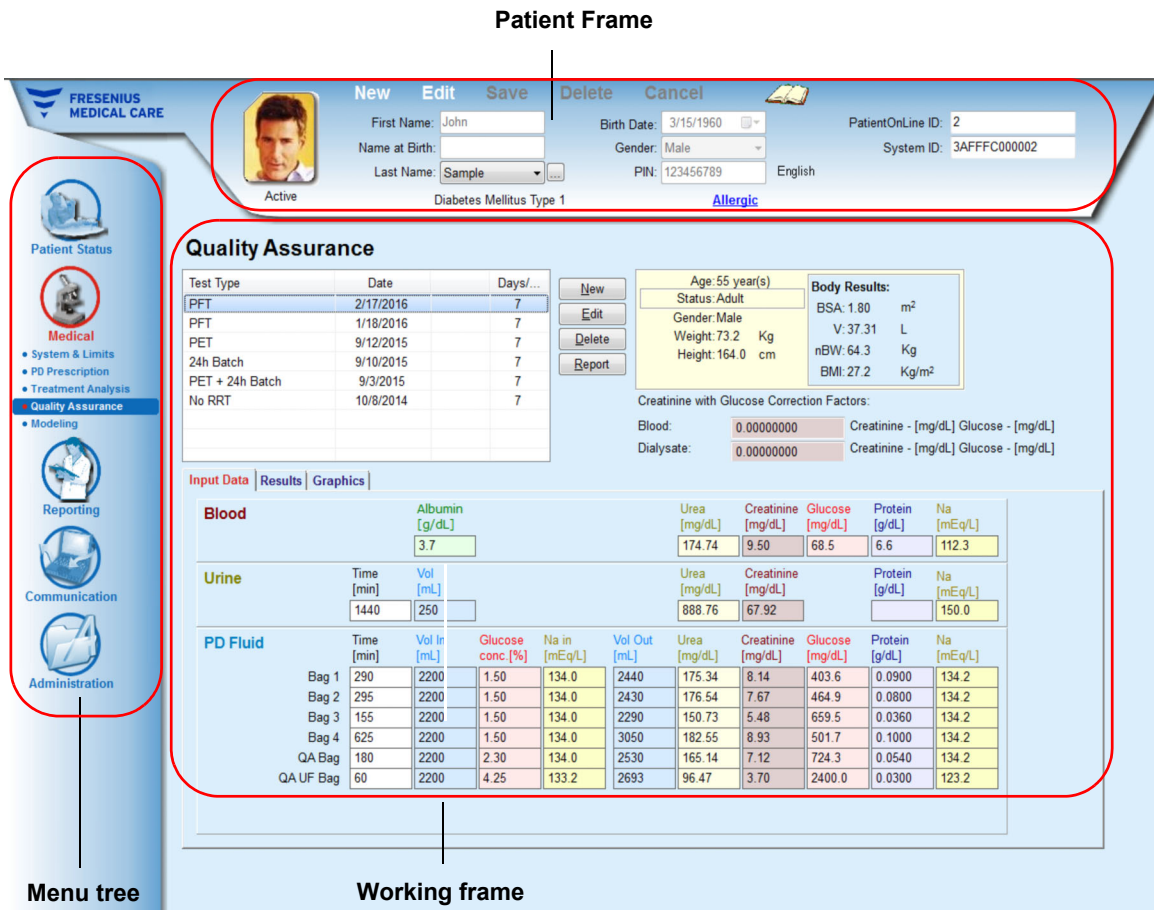 Patient Frame
FRESENIUS
MEDICAL CARE
New Edit Save Delete Cancel
First Name: John Birth Date: 3/15/1960 PatientOnLine ID: 2
Name at Birth: Gender: Male System ID: 3AFFFC000002
Last Name: Sample ... PIN: 123456789 English
Active Diabetes Mellitus Type 1 Allergic
Patient Status
Medical
System & Limits
PD Prescription
Treatment Analysis
Quality Assurance
Modeling
Reporting
Communication
Administration
Quality Assurance
Test Type Date Days/...
PFT 2/17/2016 7
PFT 1/18/2016 7
PET 9/12/2015 7
24h Batch 9/10/2015 7
PET + 24h Batch 9/3/2015 7
No RRT 10/8/2014 7
New
Edit
Delete
Report
Age: 55 year(s)
Status: Adult
Gender: Male
Weight: 73.2 Kg
Height: 164.0 cm
Body Results:
BSA: 1.80 m²
V: 37.31 L
nBW: 64.3 Kg
BMI: 27.2 Kg/m²
Creatinine with Glucose Correction Factors:
Blood: 0.00000000 Creatinine - [mg/dL] Glucose - [mg/dL]
Dialysate: 0.00000000 Creatinine - [mg/dL] Glucose - [mg/dL]
Input Data Results Graphics
Blood Albumin Urea Creatinine Glucose Protein Na
[g/dL] [mg/dL] [mg/dL] [mg/dL] [g/dL] [mEq/L]
3.7 174.74 9.50 68.5 6.6 112.3
Urine Time Vol Urea Creatinine Protein Na
[min] [mL] [mg/dL] [mg/dL] [g/dL] [mEq/L]
1440 250 888.76 67.92 150.0
PD Fluid Time Vol In Glucose Na in Vol Out Urea Creatinine Glucose Protein Na
[min] [mL] conc.[%] [mEq/L] [mL] [mg/dL] [mg/dL] [mg/dL] [g/dL] [mEq/L]
Bag 1 290 2200 1.50 134.0 2440 175.34 8.14 403.6 0.0900 134.2
Bag 2 295 2200 1.50 134.0 2430 176.54 7.67 464.9 0.0800 134.2
Bag 3 155 2200 1.50 134.0 2290 150.73 5.48 659.5 0.0360 134.2
Bag 4 625 2200 1.50 134.0 3050 182.55 8.93 501.7 0.1000 134.2
QA Bag 180 2200 2.30 134.0 2530 165.14 7.12 724.3 0.0540 134.2
QA UF Bag 60 2200 4.25 133.2 2693 96.47 3.70 2400.0 0.0300 123.2
Menu tree
Working frame